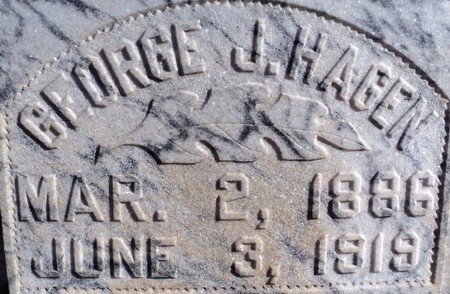 GEORGE J. HAGEN
MAR. 2, 1886
JUNE 3, 1919